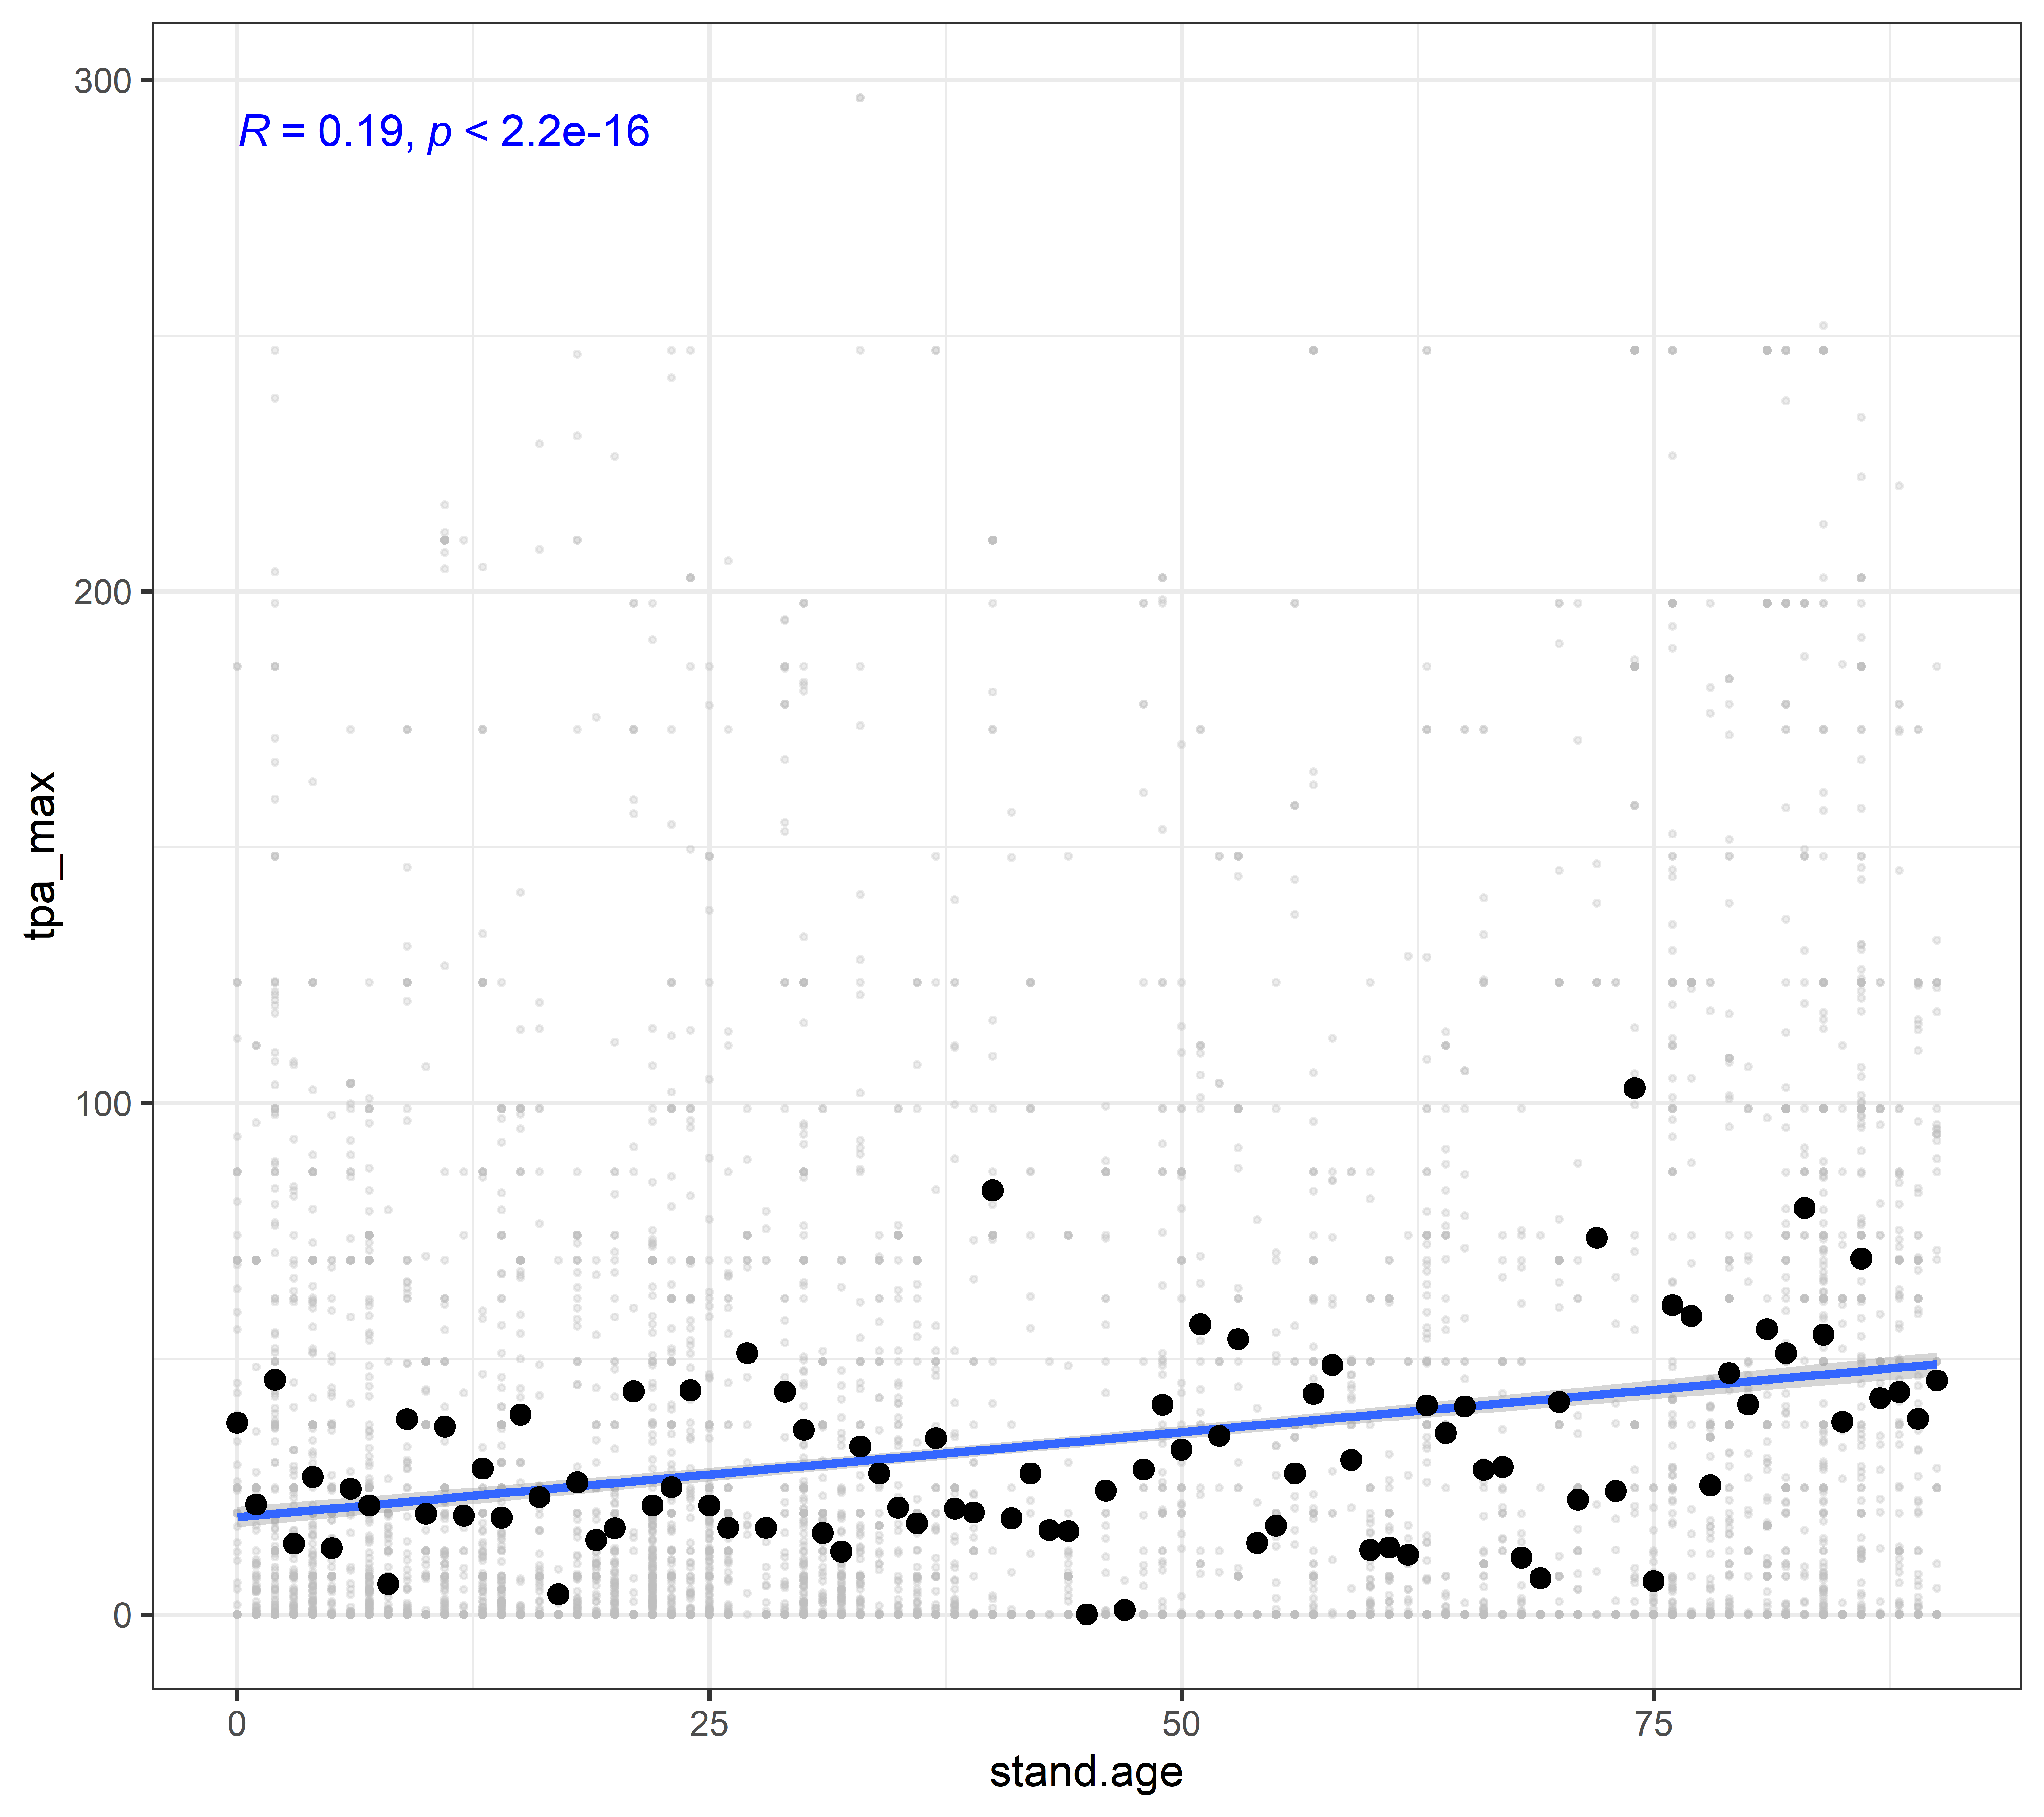 300
R = 0.19, p < 2.2e-16
200
tpa_max
100
0
0 25 50 75
stand.age